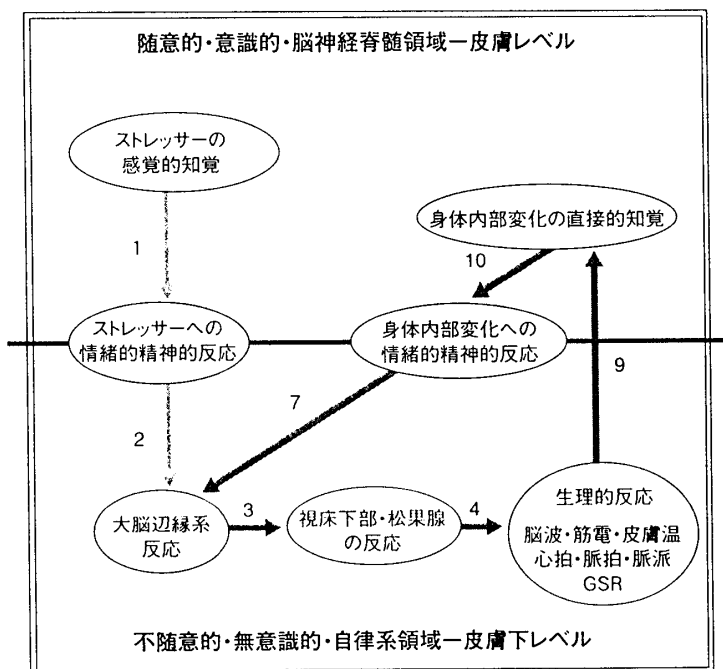 随意的・意識的・脳神経脊髄領域ー皮膚レベル
ストレッサーの
感覚的知覚
身体内部変化の直接的知覚
1
10
ストレッサーへの
情緒的精神的反応
身体内部変化への
情緒的精神的反応
9
7
2
大脳辺縁系
反応
3
視床下部・松果腺
の反応
4
生理的反応
脳波・筋電・皮膚温
心拍・脈拍・脈派
GSR
不随意的・無意識的・自律系領域ー皮膚下レベル